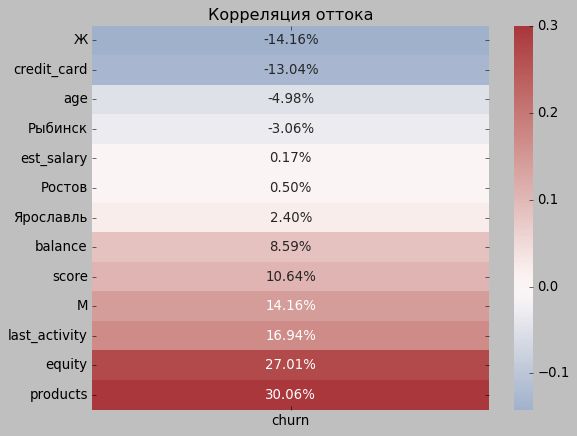 Корреляция оттока
Ж -14.16%
credit_card -13.04%
age -4.98%
Рыбинск -3.06%
est_salary 0.17%
Ростов 0.50%
Ярославль 2.40%
balance 8.59%
score 10.64%
М 14.16%
last_activity 16.94%
equity 27.01%
products 30.06%
churn
0.3
0.2
0.1
0.0
−0.1